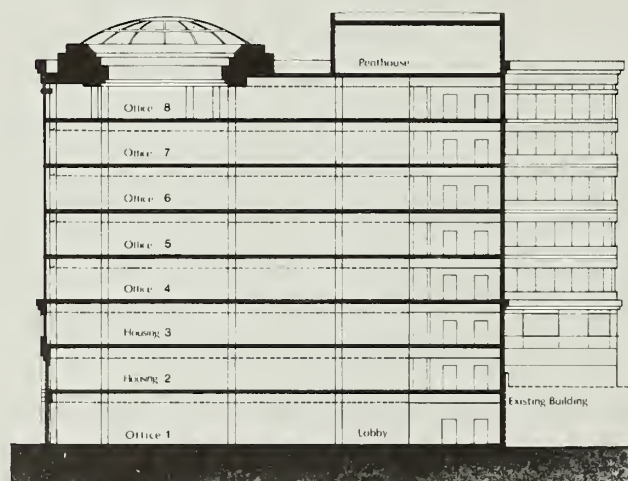 Penthouse
Office 8
Office 7
Office 6
Office 5
Office 4
Housing 3
Housing 2
Existing Building
Office 1
Lobby